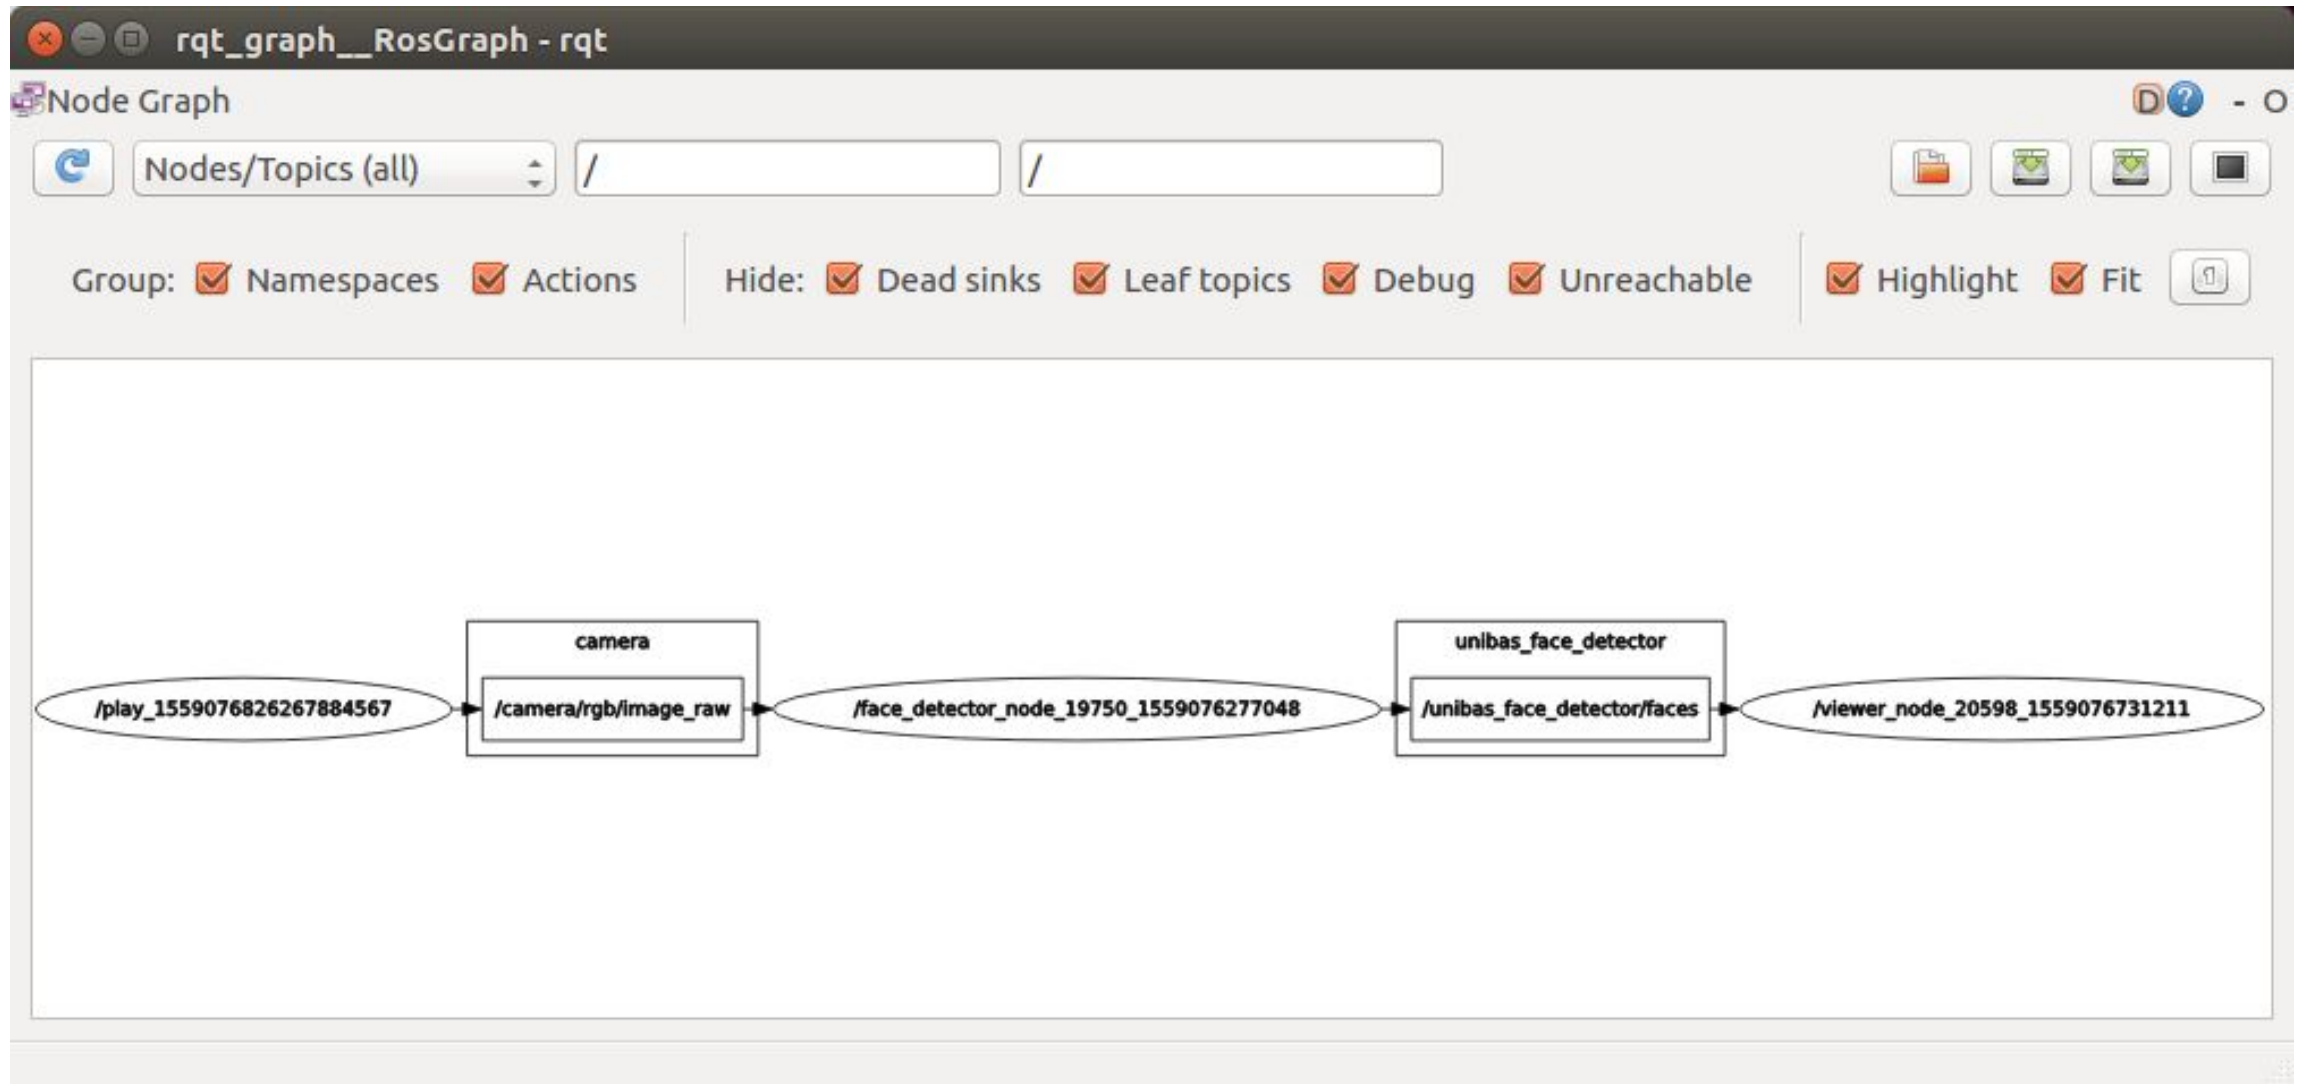 rqt_graph__RosGraph - rqt
Node Graph
D ? - O
Nodes/Topics (all) / /
Group: Namespaces Actions Hide: Dead sinks Leaf topics Debug Unreachable Highlight Fit 1
camera
unibas_face_detector
/play_1559076826267884567
/camera/rgb/image_raw
/face_detector_node_19750_1559076277048
/unibas_face_detector/faces
/viewer_node_20598_1559076731211